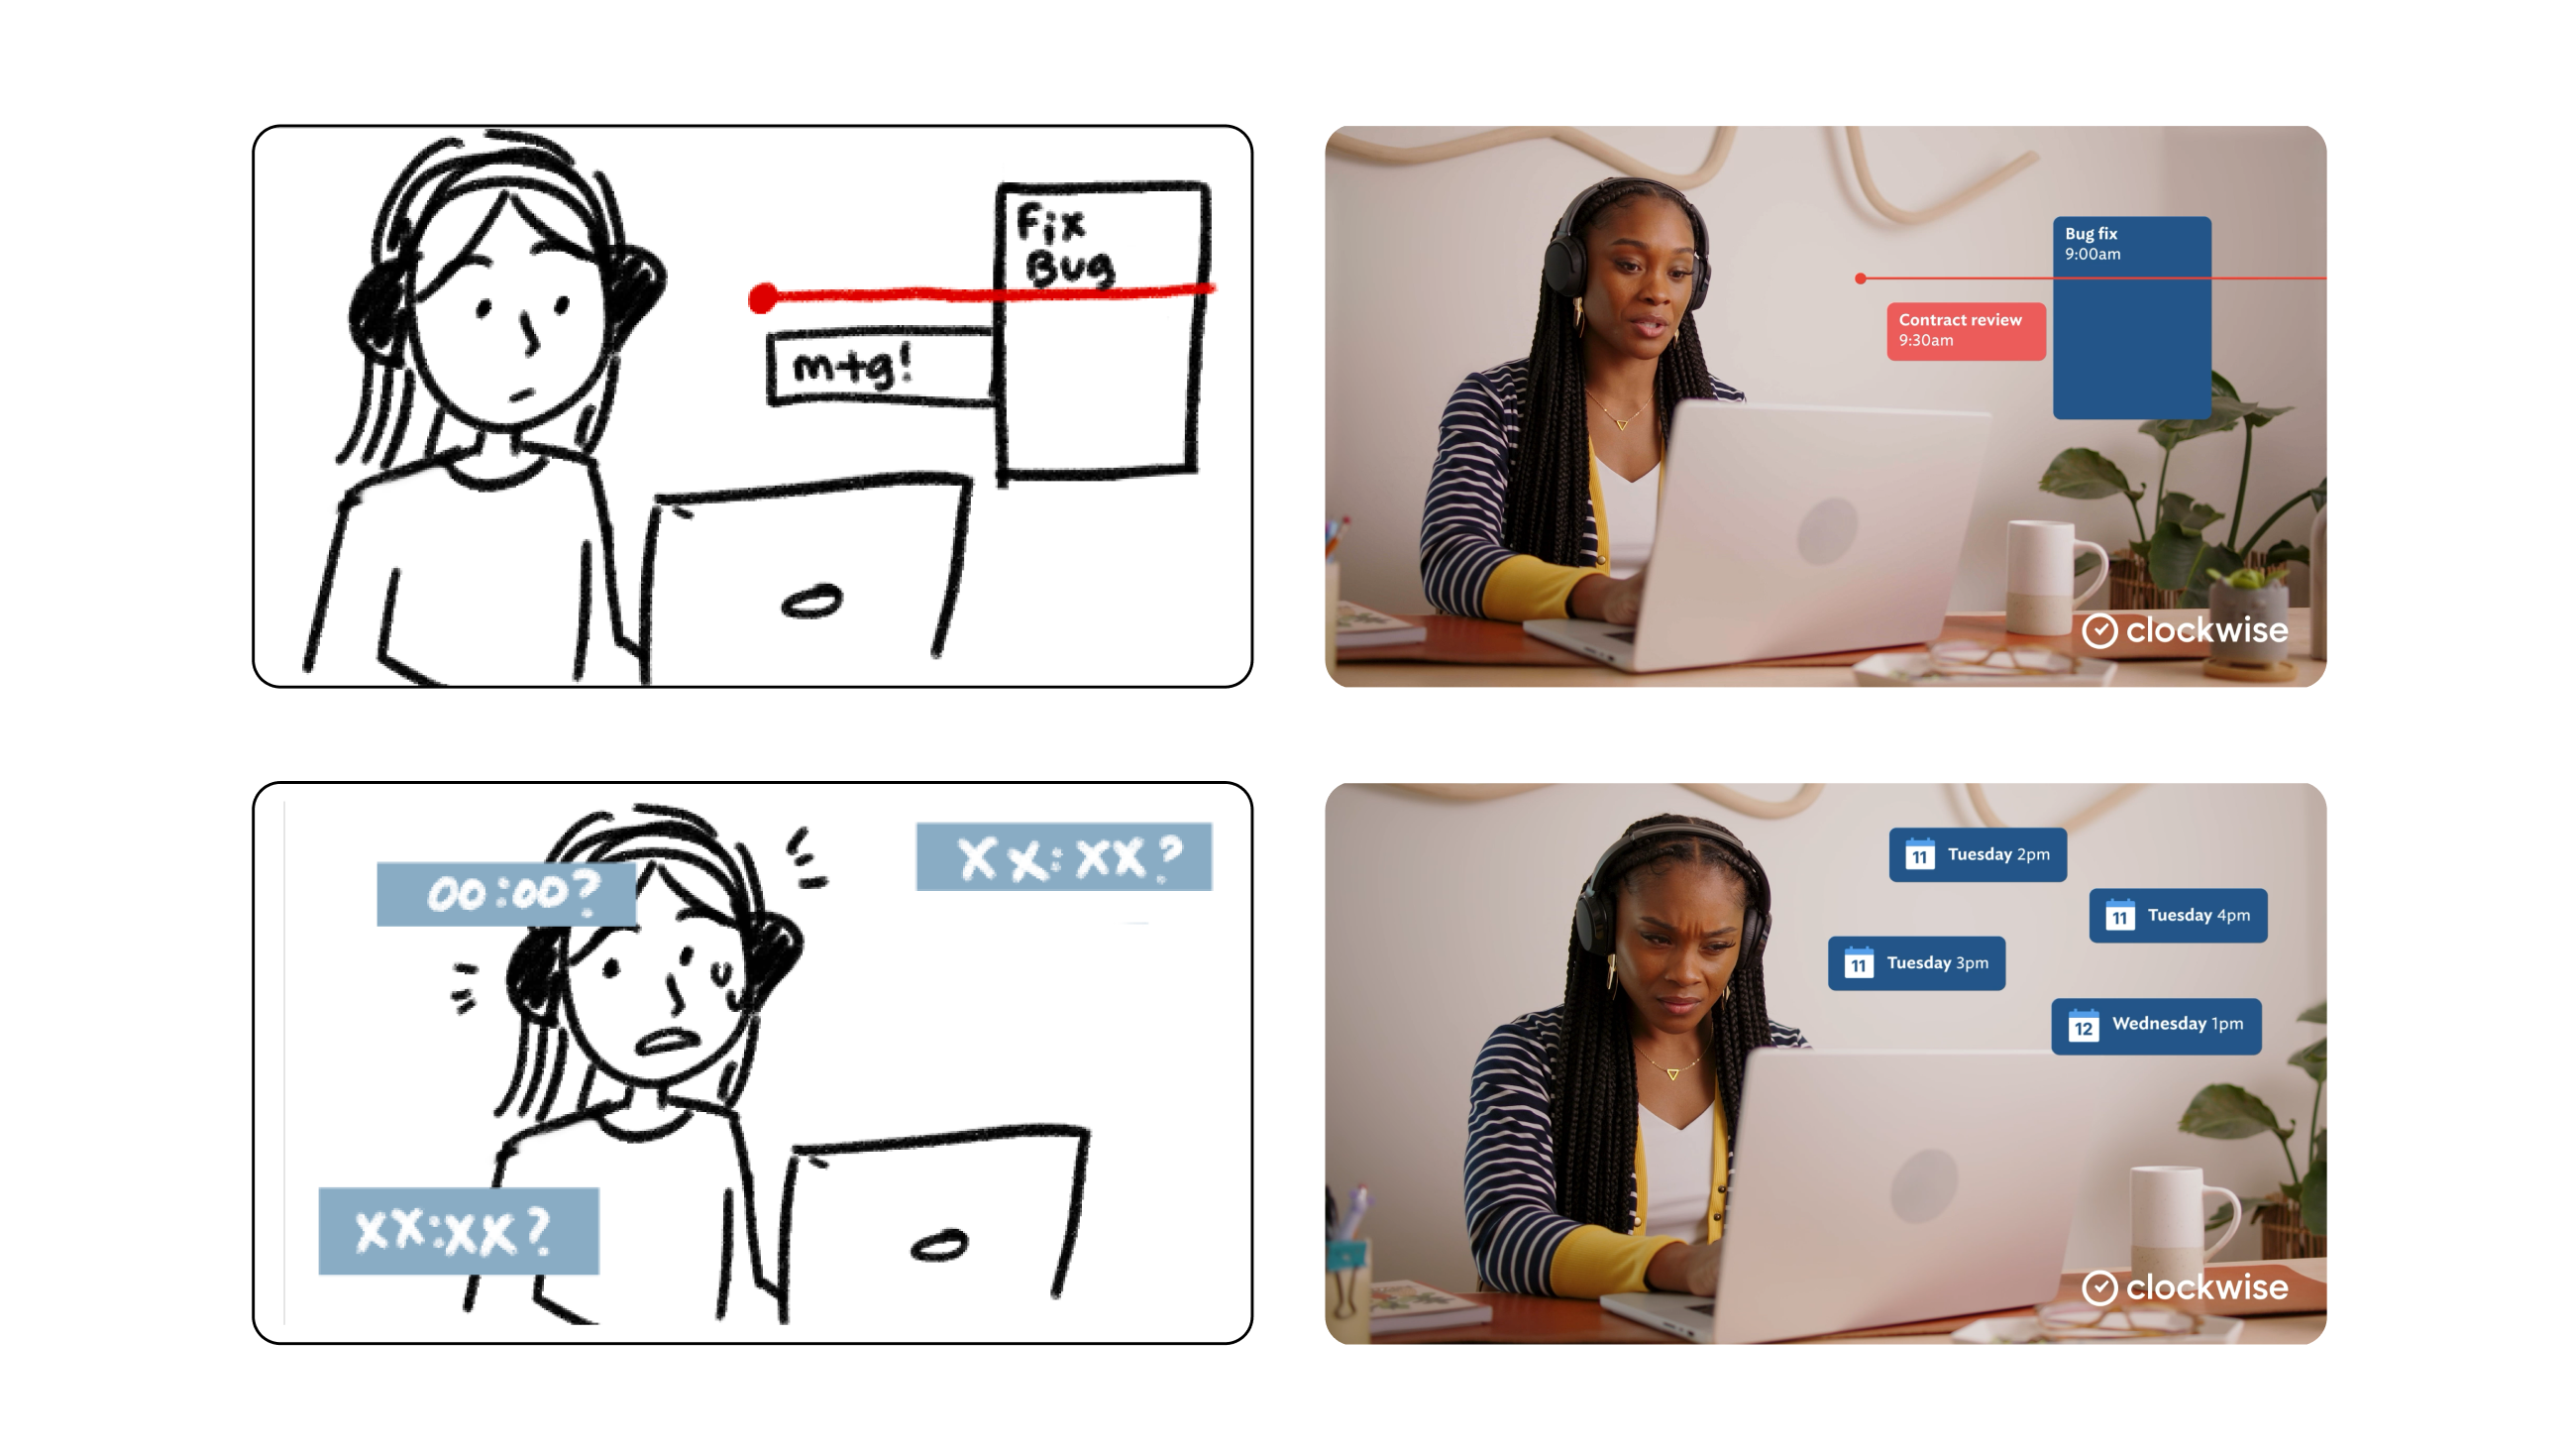 Fix
Bug
m+g!
Bug fix
9:00am
Contract review
9:30am
clockwise
00:00?
XX:XX?
XX:XX?
11 Tuesday 2pm
11 Tuesday 4pm
11 Tuesday 3pm
12 Wednesday 1pm
clockwise